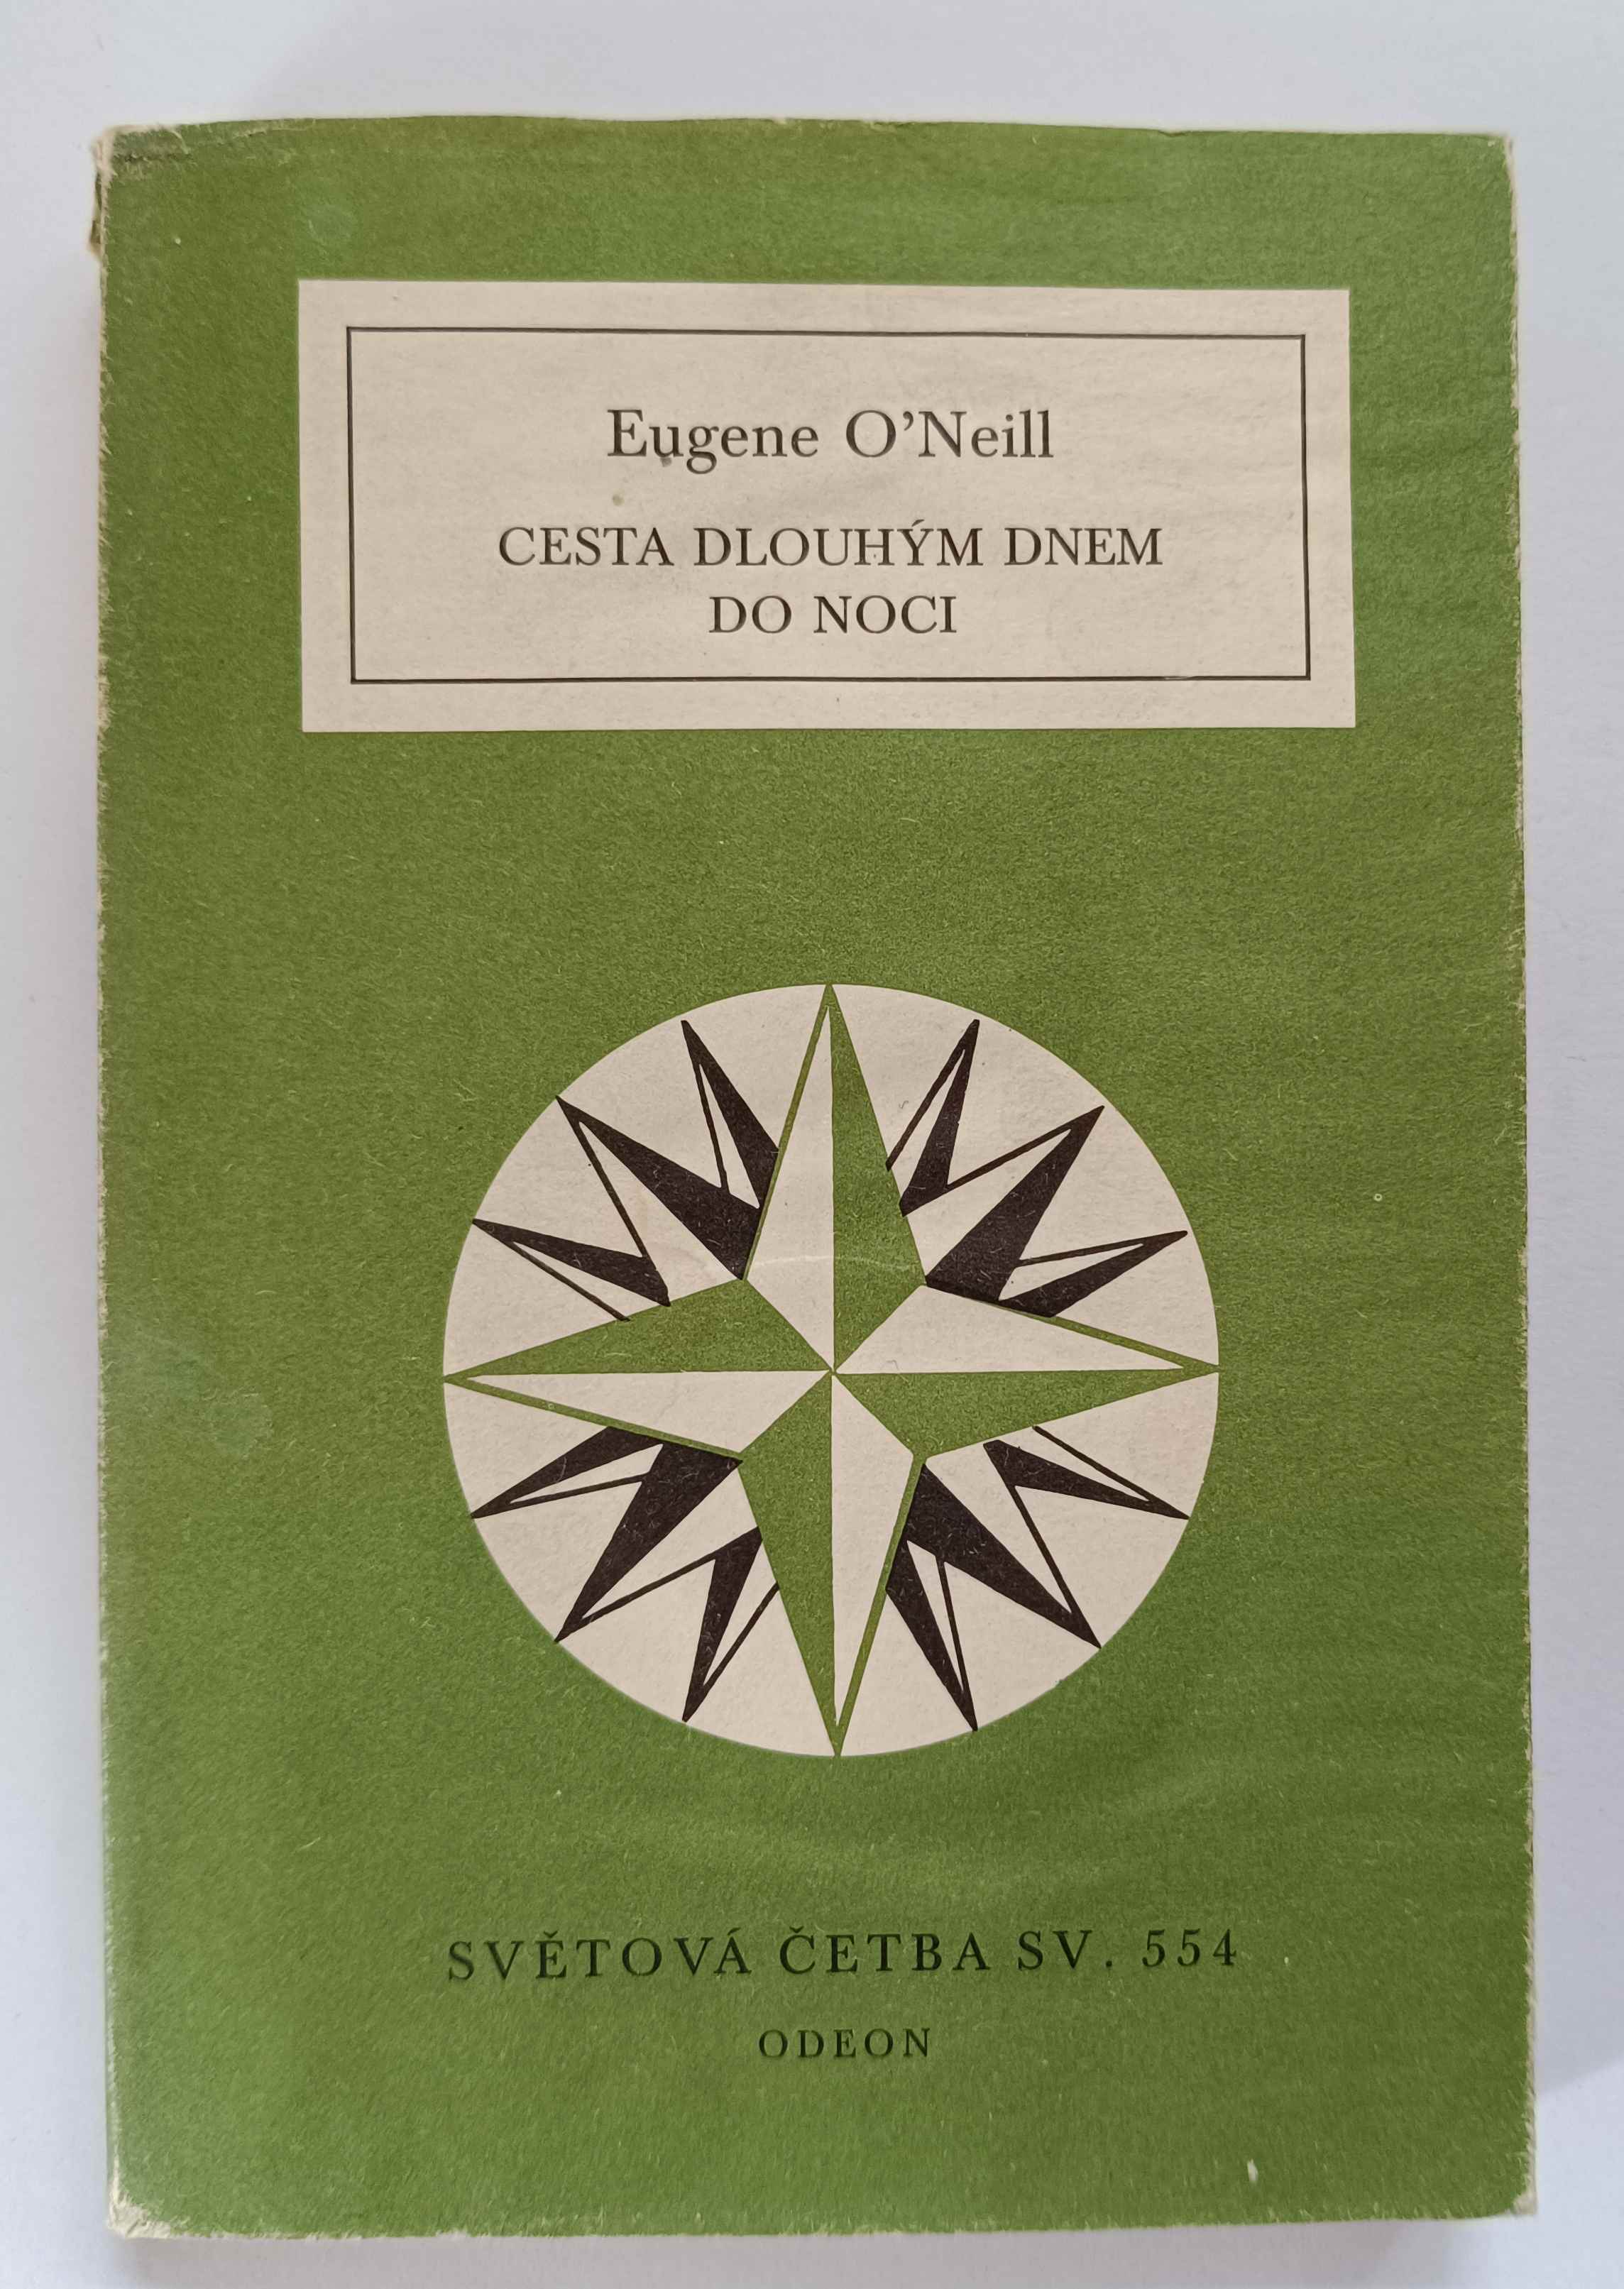 Eugene O’Neill
CESTA DLOUHÝM DNEM
DO NOCI
SVĚTOVÁ ČETBA SV. 554
ODEON